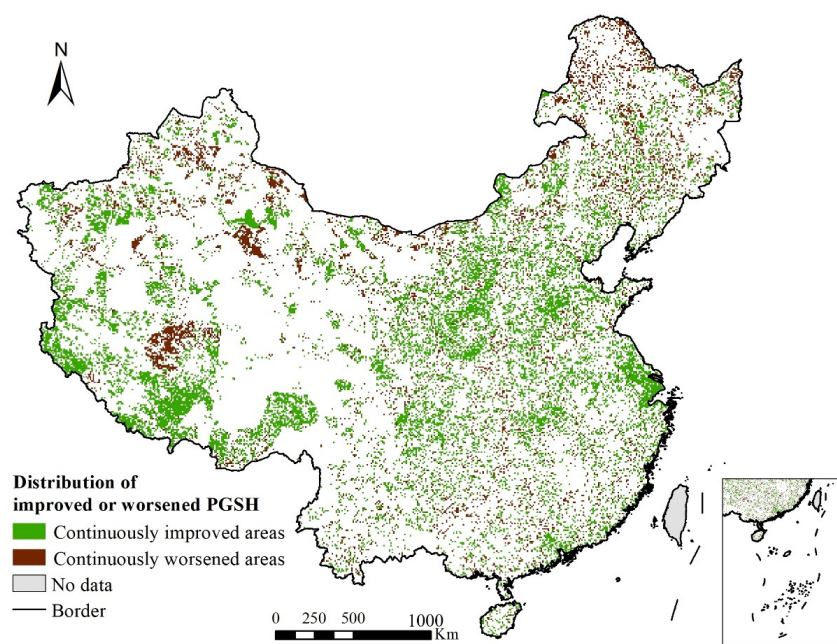 N
Distribution of
improved or worsened PGSH
Continuously improved areas
Continuously worsened areas
No data
Border
0 250 500 1000
Km